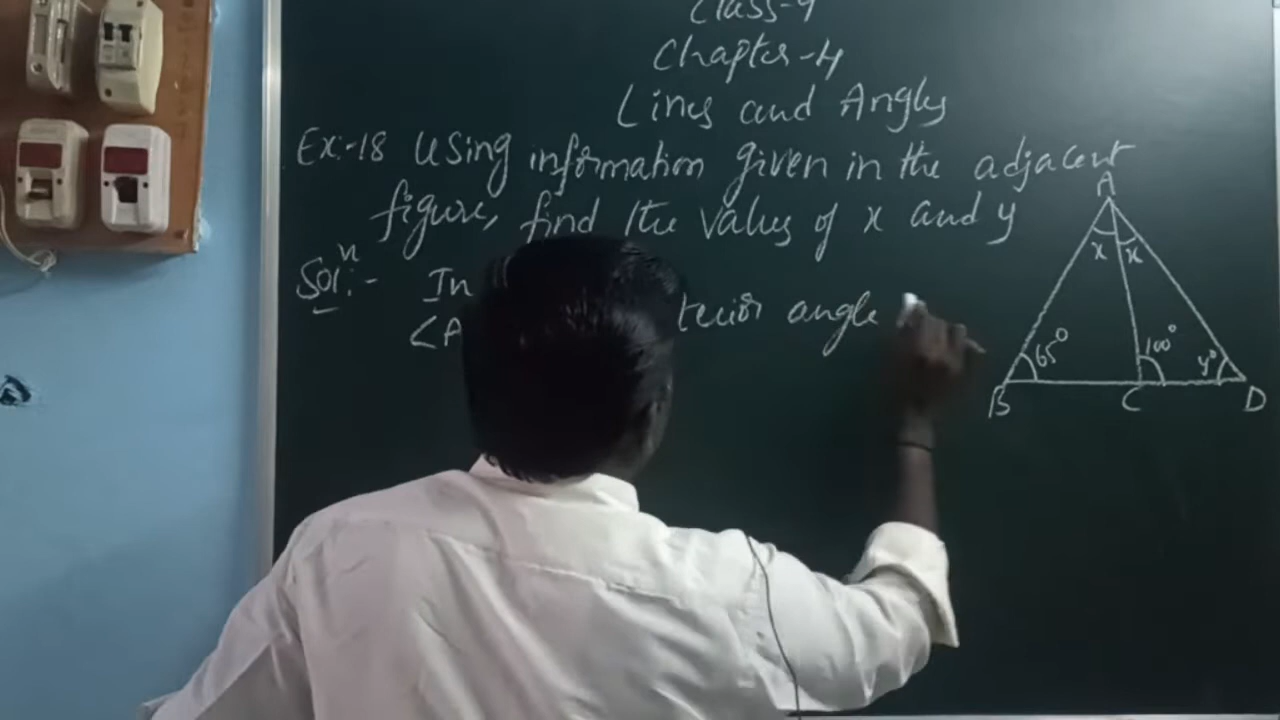 Class-9
Chapter-4
Lines and Angles
Ex:-18 Using information given in the adjacent
figure, find the values of x and y
Soln:- In
∠A angle
A
x x
65° 100° y°
B C D